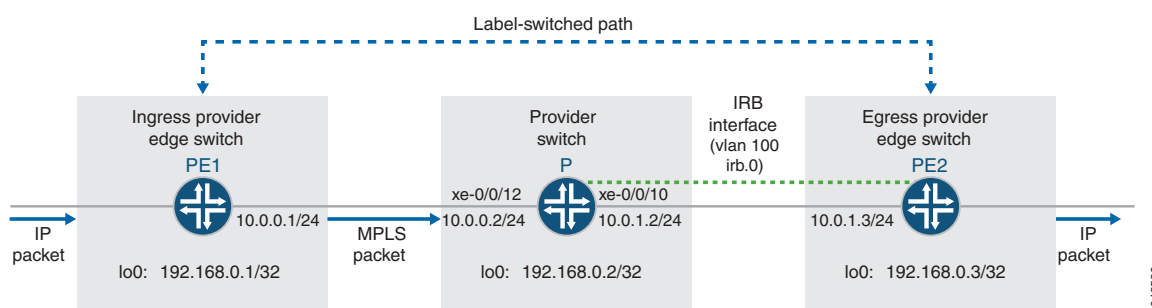 Label-switched path
Ingress provider
edge switch
PE1
Provider
switch
P
IRB
interface
(vlan 100
irb.0)
Egress provider
edge switch
PE2
xe-0/0/12
xe-0/0/10
10.0.0.1/24
10.0.0.2/24
10.0.1.2/24
10.0.1.3/24
IP
packet
MPLS
packet
IP
packet
lo0: 192.168.0.1/32
lo0: 192.168.0.2/32
lo0: 192.168.0.3/32